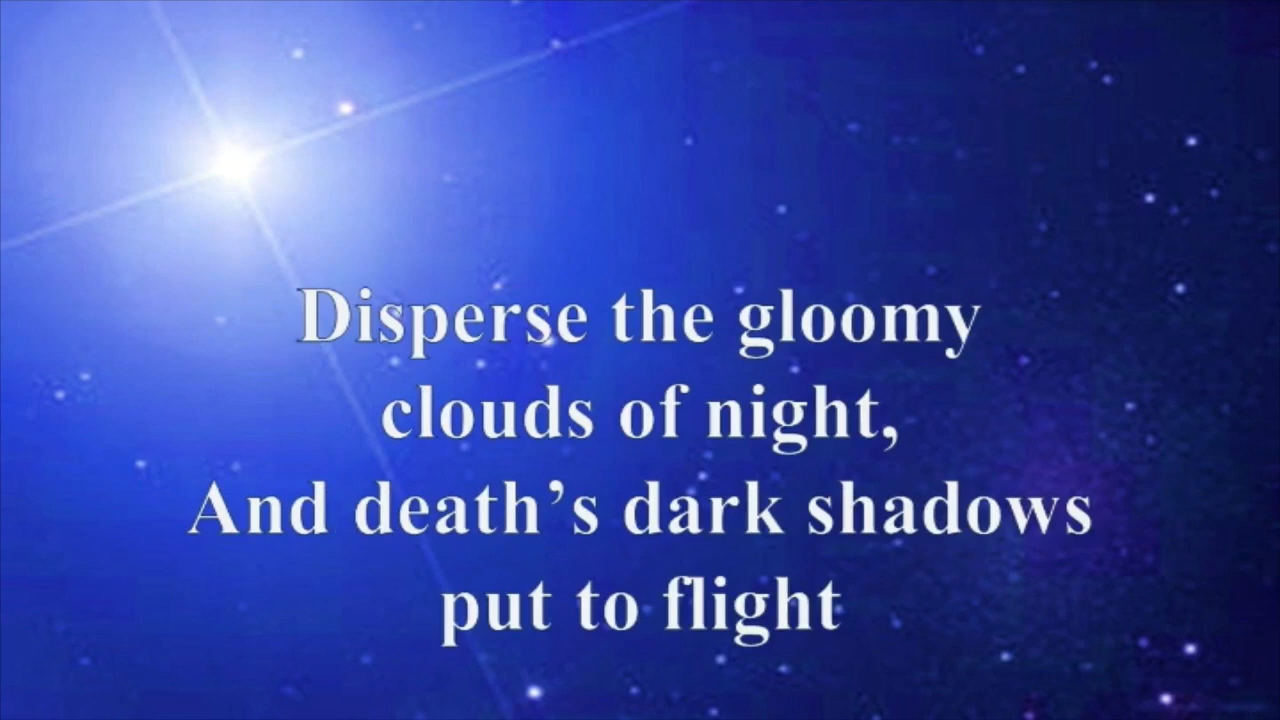 Disperse the gloomy
clouds of night,
And death’s dark shadows
put to flight